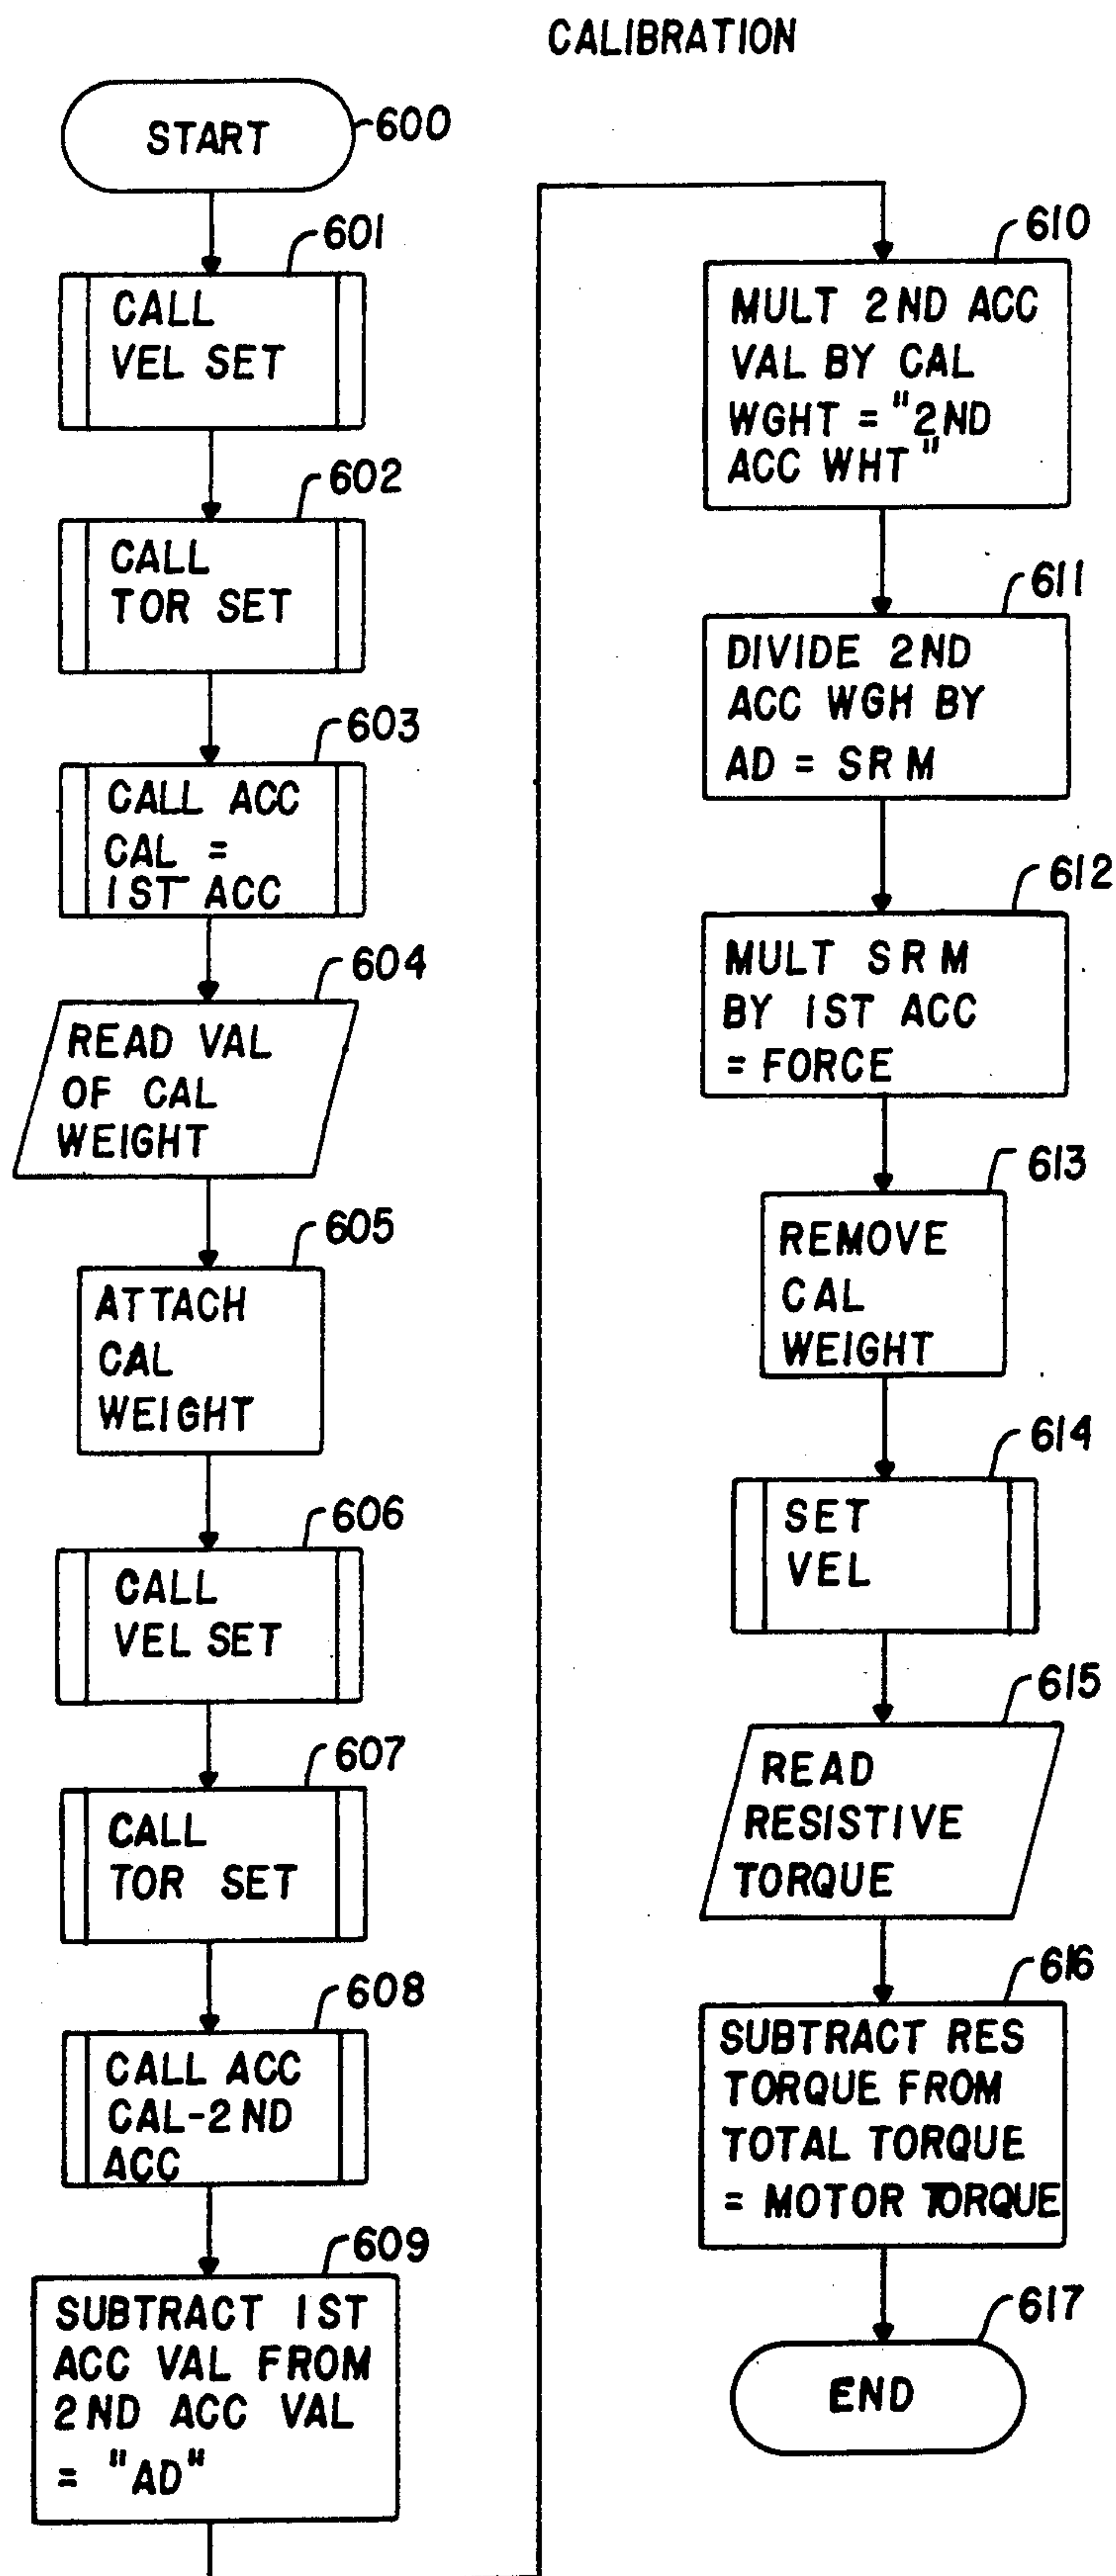 CALIBRATION
START
600
601
CALL
VEL SET
602
CALL
TOR SET
603
CALL ACC
CAL =
1ST ACC
604
READ VAL
OF CAL
WEIGHT
605
ATTACH
CAL
WEIGHT
606
CALL
VEL SET
607
CALL
TOR SET
608
CALL ACC
CAL-2ND
ACC
609
SUBTRACT 1ST
ACC VAL FROM
2ND ACC VAL
= "AD"
610
MULT 2ND ACC
VAL BY CAL
WGHT = "2ND
ACC WHT"
611
DIVIDE 2ND
ACC WGH BY
AD = SRM
612
MULT SRM
BY 1ST ACC
= FORCE
613
REMOVE
CAL
WEIGHT
614
SET
VEL
615
READ
RESISTIVE
TORQUE
616
SUBTRACT RES
TORQUE FROM
TOTAL TORQUE
= MOTOR TORQUE
617
END